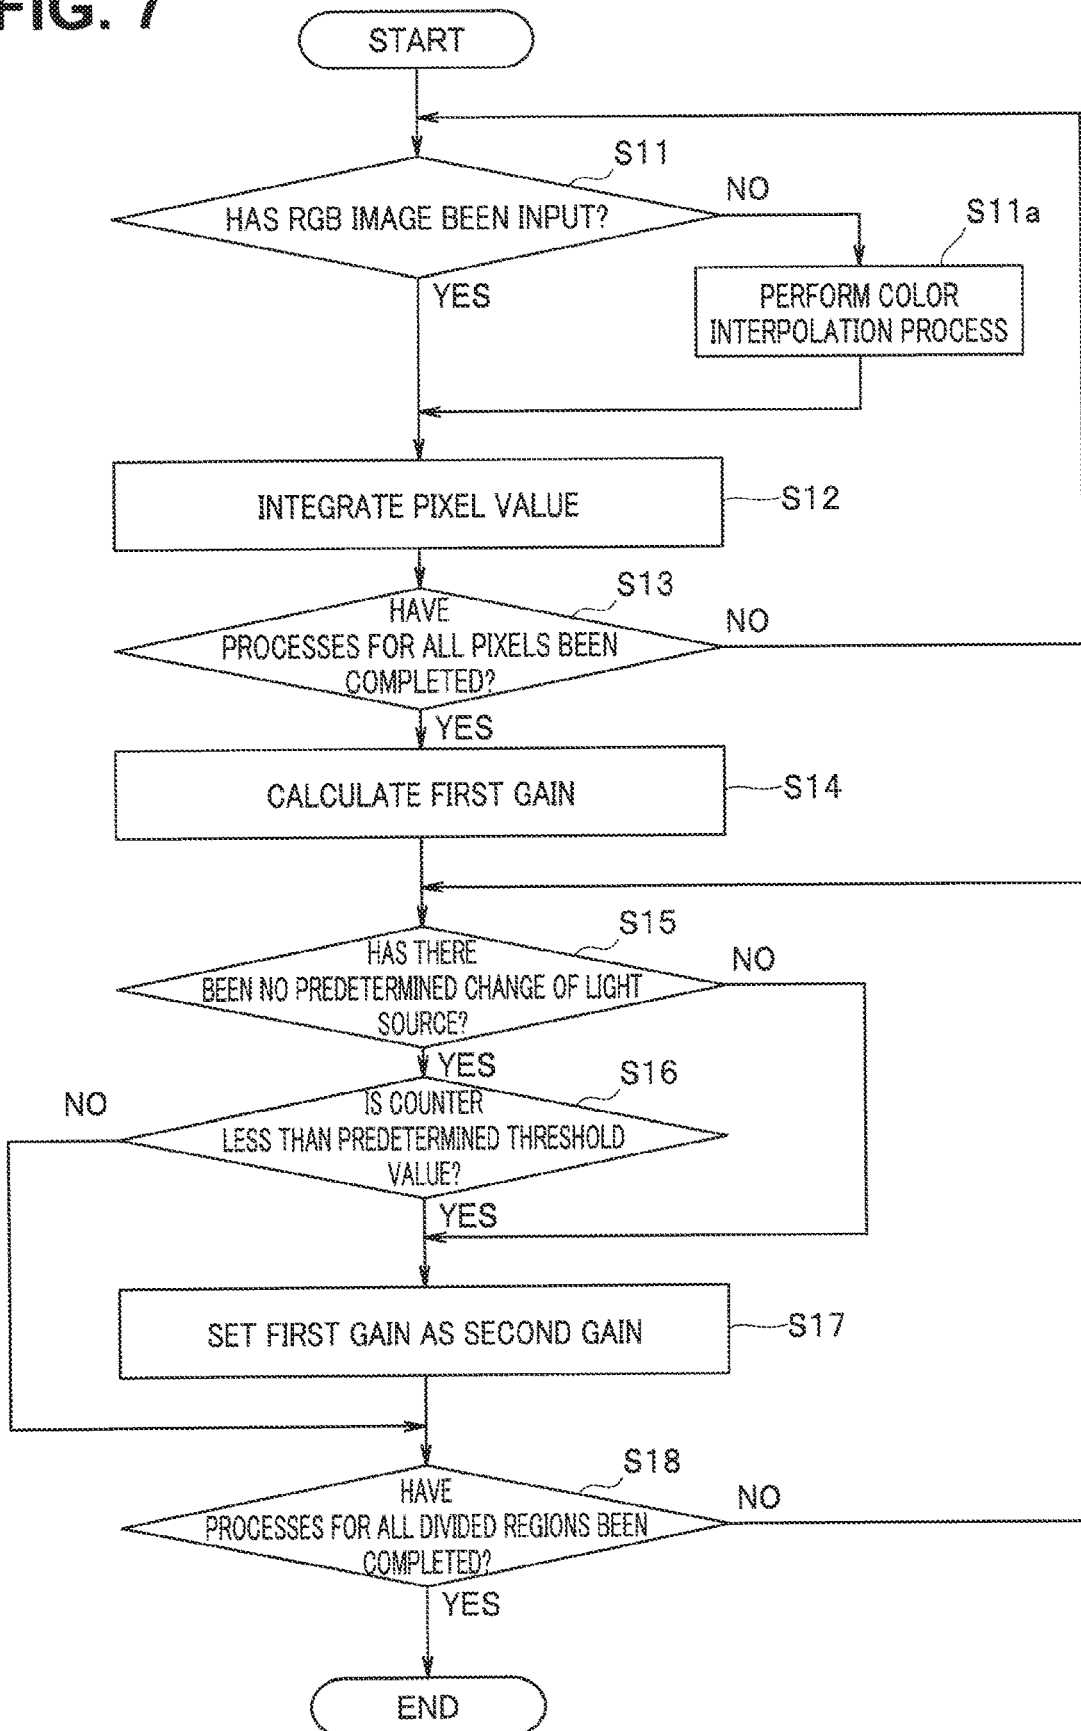 FIG. 7
START
S11
HAS RGB IMAGE BEEN INPUT?
NO
S11a
YES
PERFORM COLOR
INTERPOLATION PROCESS
INTEGRATE PIXEL VALUE
S12
S13
HAVE
PROCESSES FOR ALL PIXELS BEEN
COMPLETED?
NO
YES
CALCULATE FIRST GAIN
S14
S15
HAS THERE
BEEN NO PREDETERMINED CHANGE OF LIGHT
SOURCE?
NO
YES
S16
NO
IS COUNTER
LESS THAN PREDETERMINED THRESHOLD
VALUE?
YES
SET FIRST GAIN AS SECOND GAIN
S17
S18
HAVE
PROCESSES FOR ALL DIVIDED REGIONS BEEN
COMPLETED?
NO
YES
END